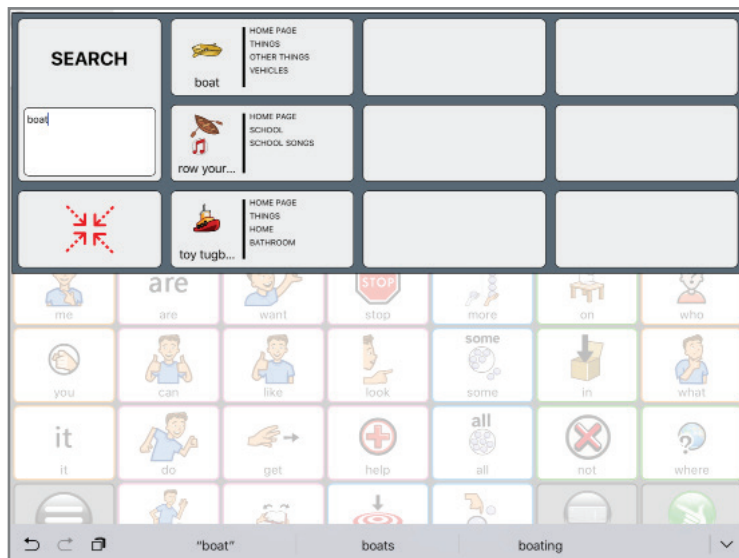 SEARCH
boat
boat
HOME PAGE
THINGS
OTHER THINGS
VEHICLES
row your...
HOME PAGE
SCHOOL
SCHOOL SONGS
toy tugb...
HOME PAGE
THINGS
HOME
BATHROOM
are
STOP
me are want stop more on who
some
you can like look some in what
it
all
it do get help all not where
"boat" boats boating